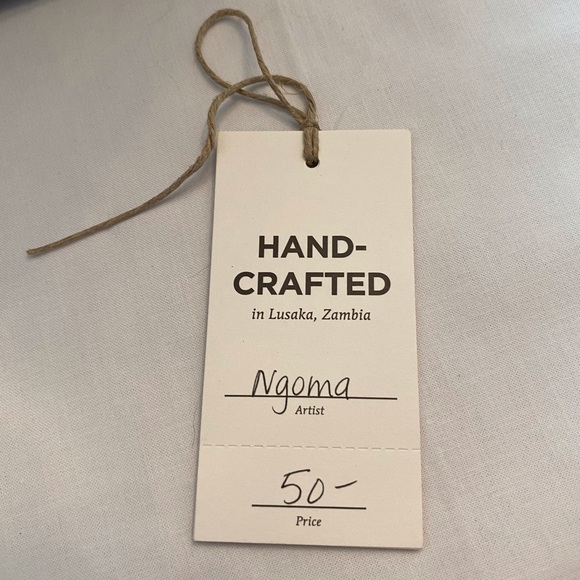 HAND-
CRAFTED
in Lusaka, Zambia
Ngoma
Artist
50-
Price